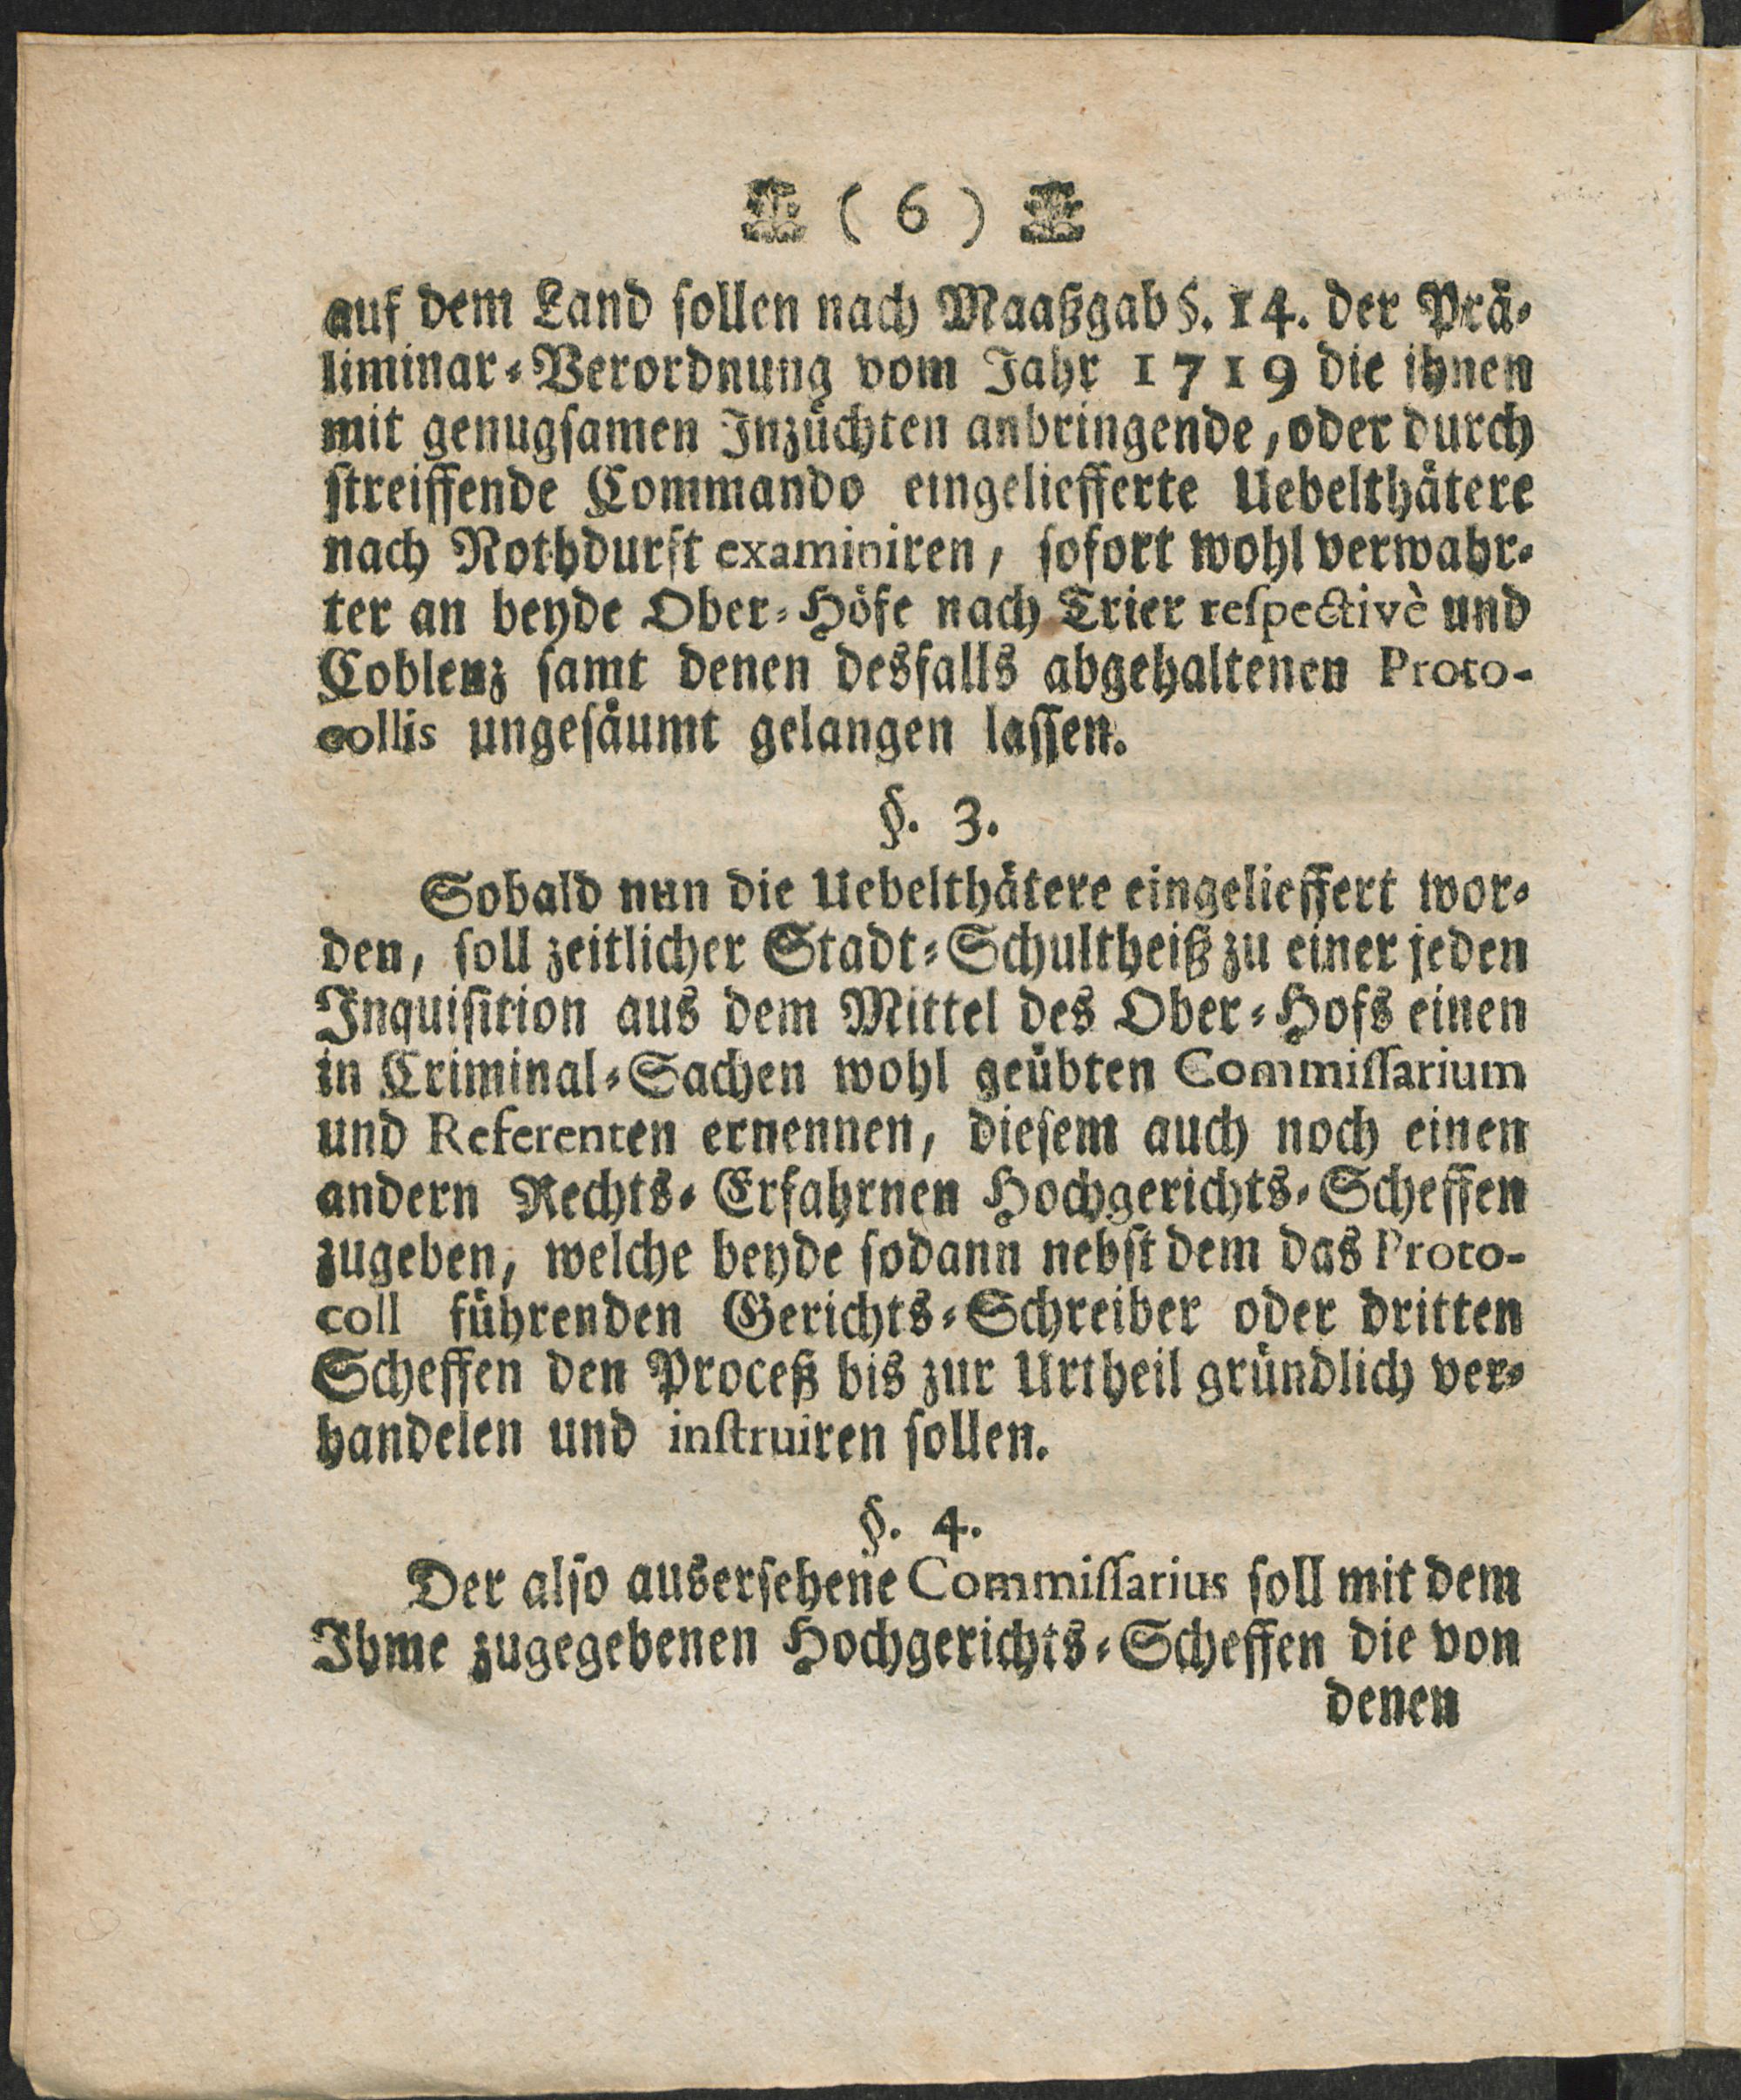 ( 6 )
auf dem Land sollen nach Maaßgab §. 14. der Prä-
liminar-Verordnung vom Jahr 1719 die ihnen
mit genugsamen Inzüchten anbringende, oder durch
streiffende Commando eingeliefferte Uebelthätere
nach Nothdurft examiniren, sofort wohl verwahr-
ter an beyde Ober-Höfe nach Trier respectivè und
Coblenz samt denen desfalls abgehaltenen Proto-
collis ungesäumt gelangen lassen.
§. 3.
Sobald nun die Uebelthätere eingelieffert wor-
den, soll zeitlicher Stadt-Schultheiß zu einer jeden
Inquisition aus dem Mittel des Ober-Hofs einen
in Criminal-Sachen wohl geübten Commissarium
und Referenten ernennen, diesem auch noch einen
andern Rechts-Erfahrnen Hochgerichts-Scheffen
zugeben, welche beyde sodann nebst dem das Proto-
coll führenden Gerichts-Schreiber oder dritten
Scheffen den Proceß bis zur Urtheil gründlich ver-
handelen und instruiren sollen.
§. 4.
Der also ausersehene Commissarius soll mit dem
Ihme zugegebenen Hochgerichts-Scheffen die von
denen